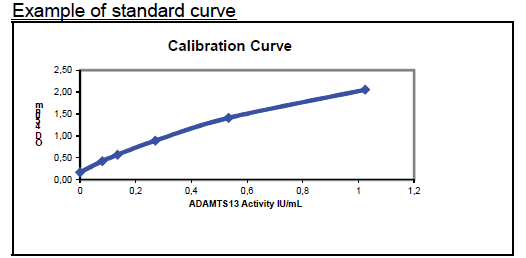 Example of standard curve
Calibration Curve
2,50
2,00
1,50
1,00
0,50
0,00
0 0,2 0,4 0,6 0,8 1 1,2
ADAMTS13 Activity IU/mL